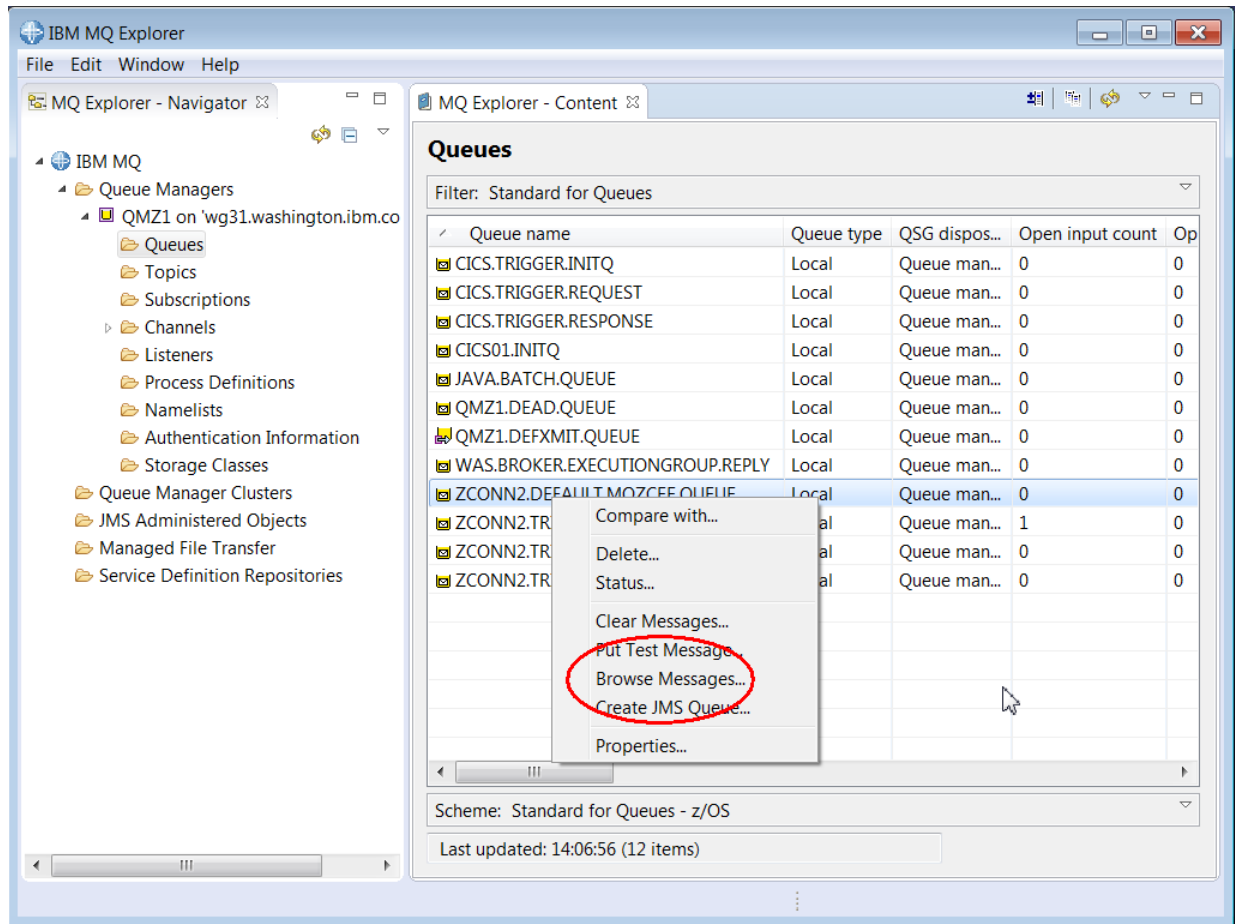 IBM MQ Explorer
File Edit Window Help
MQ Explorer - Navigator
IBM MQ
Queue Managers
QMZ1 on 'wg31.washington.ibm.co
Queues
Topics
Subscriptions
Channels
Listeners
Process Definitions
Namelists
Authentication Information
Storage Classes
Queue Manager Clusters
JMS Administered Objects
Managed File Transfer
Service Definition Repositories
MQ Explorer - Content
Queues
Filter: Standard for Queues
Queue name Queue type QSG dispos... Open input count Op
CICS.TRIGGER.INITQ Local Queue man... 0 0
CICS.TRIGGER.REQUEST Local Queue man... 0 0
CICS.TRIGGER.RESPONSE Local Queue man... 0 0
CICS01.INITQ Local Queue man... 0 0
JAVA.BATCH.QUEUE Local Queue man... 0 0
QMZ1.DEAD.QUEUE Local Queue man... 0 0
QMZ1.DEFXMIT.QUEUE Local Queue man... 0 0
WAS.BROKER.EXECUTIONGROUP.REPLY Local Queue man... 0 0
ZCONN2.DEFAULT.MQZCEE.QUEUE Local Queue man... 0 0
ZCONN2.TR al Queue man... 1 0
ZCONN2.TR al Queue man... 0 0
ZCONN2.TR al Queue man... 0 0
Compare with...
Delete...
Status...
Clear Messages...
Put Test Message...
Browse Messages...
Create JMS Queue...
Properties...
Scheme: Standard for Queues - z/OS
Last updated: 14:06:56 (12 items)